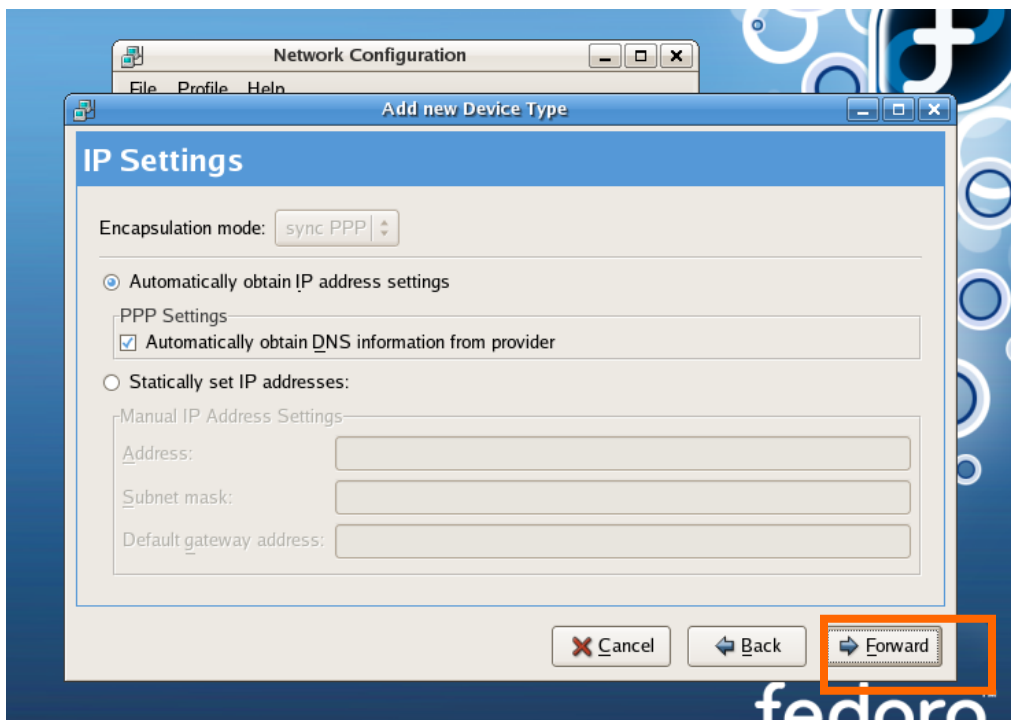 Network Configuration
File Profile Help
Add new Device Type
IP Settings
Encapsulation mode: sync PPP
Automatically obtain IP address settings
PPP Settings
Automatically obtain DNS information from provider
Statically set IP addresses:
Manual IP Address Settings
Address:
Subnet mask:
Default gateway address:
Cancel Back Forward
fedora